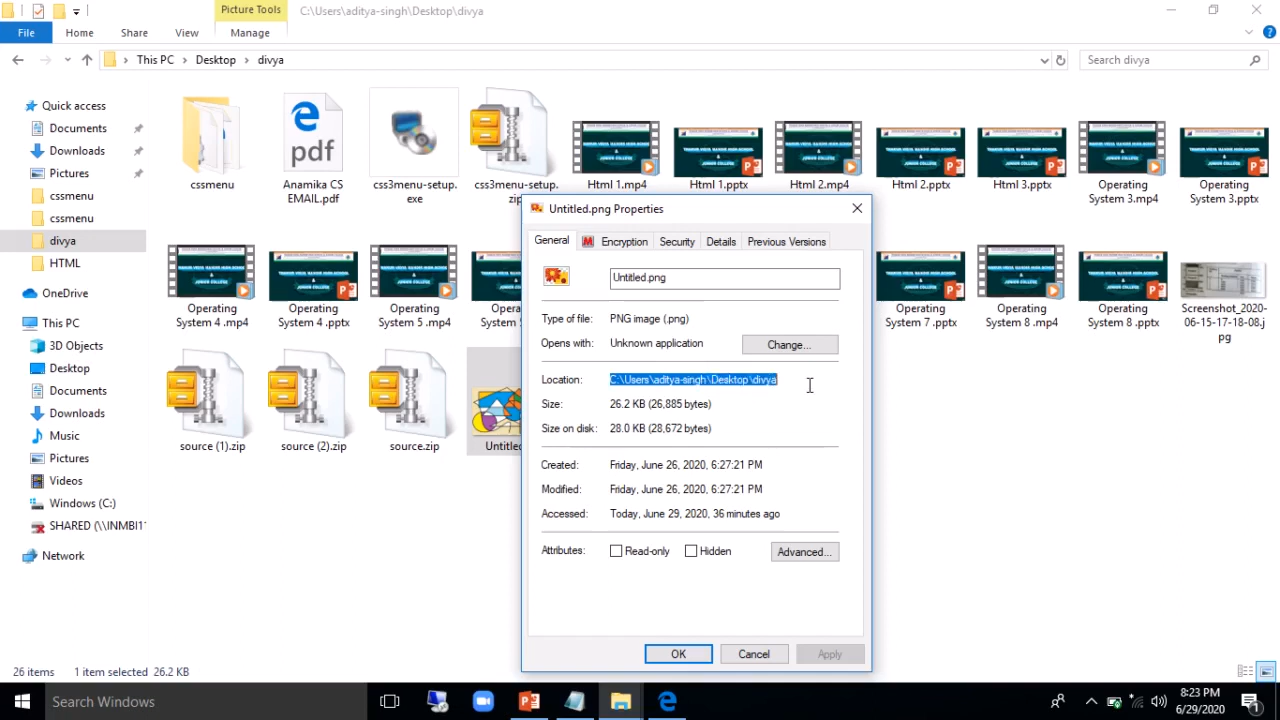 Picture Tools
C:\Users\aditya-singh\Desktop\divya
File
Home
Share
View
Manage
This PC
Desktop
divya
Search divya
Quick access
Documents
Downloads
Pictures
cssmenu
cssmenu
divya
HTML
OneDrive
This PC
3D Objects
Desktop
Documents
Downloads
Music
Pictures
Videos
Windows (C:)
SHARED (\\INMBI11
Network
cssmenu
pdf
Anamika CS
EMAIL.pdf
css3menu-setup.
exe
css3menu-setup.
zip
Html 1.mp4
Html 1.pptx
Html 2.mp4
Html 2.pptx
Html 3.pptx
Operating
System 3.mp4
Operating
System 3.pptx
Operating
System 4 .mp4
Operating
System 4 .pptx
Operating
System 5 .mp4
Operating
System 7 .pptx
Operating
System 8 .mp4
Operating
System 8 .pptx
Screenshot_2020-
06-15-17-18-08.j
pg
source (1).zip
source (2).zip
source.zip
Untitled.png Properties
General
Encryption
Security
Details
Previous Versions
Untitled.png
Type of file:
PNG image (.png)
Opens with:
Unknown application
Change...
Location:
C:\Users\aditya-singh\Desktop\divya
Size:
26.2 KB (26,885 bytes)
Size on disk:
28.0 KB (28,672 bytes)
Created:
Friday, June 26, 2020, 6:27:21 PM
Modified:
Friday, June 26, 2020, 6:27:21 PM
Accessed:
Today, June 29, 2020, 36 minutes ago
Attributes:
Read-only
Hidden
Advanced...
OK
Cancel
Apply
26 items
1 item selected 26.2 KB
Search Windows
8:23 PM
6/29/2020